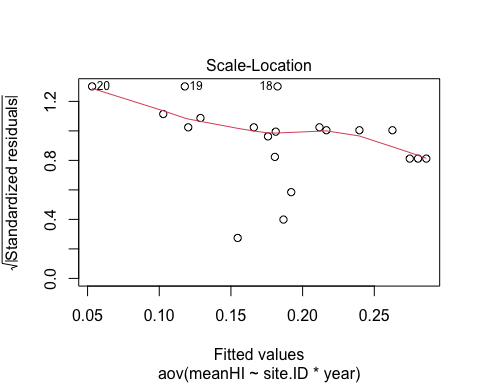 Scale-Location
√|Standardized residuals|
1.2
0.8
0.4
0.0
20
19
18
0.05 0.10 0.15 0.20 0.25
Fitted values
aov(meanHI ~ site.ID * year)